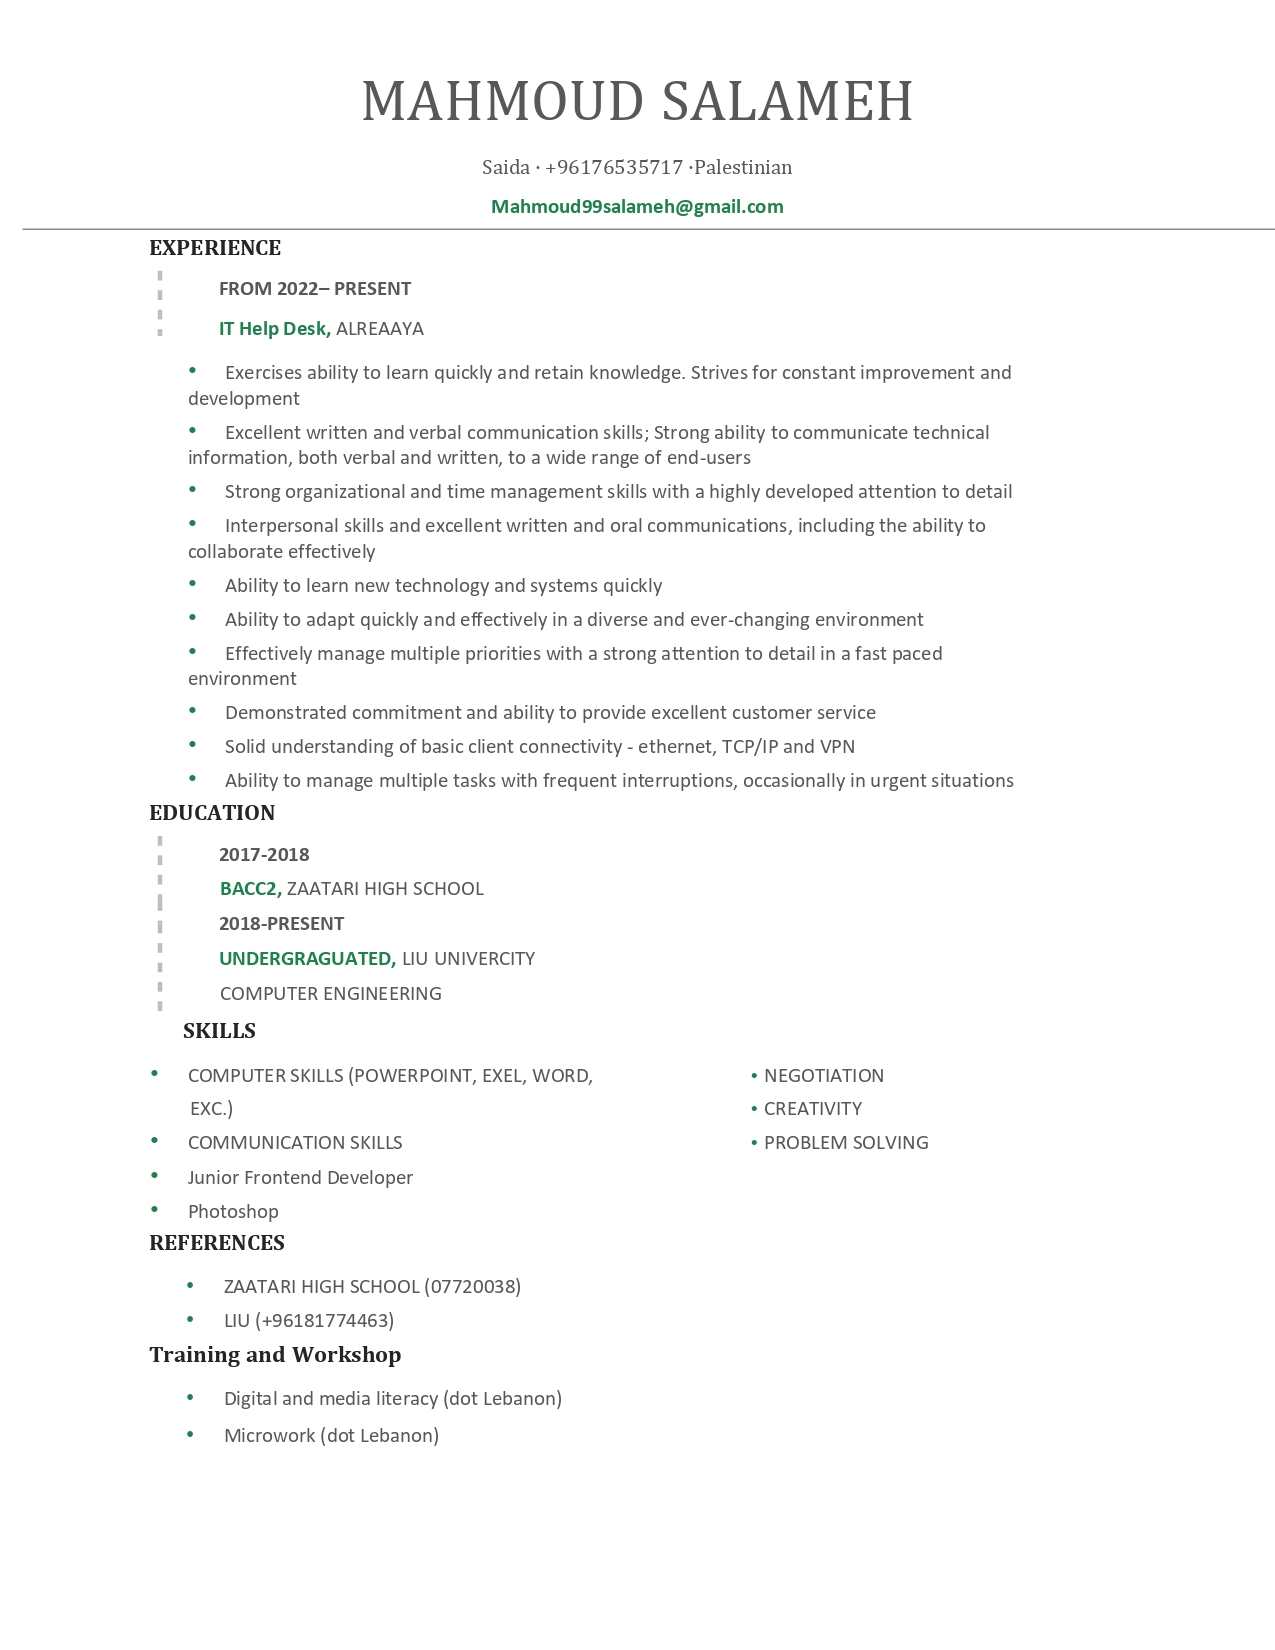 MAHMOUD SALAMEH
Saida · +96176535717 ·Palestinian
Mahmoud99salameh@gmail.com
EXPERIENCE
FROM 2022– PRESENT
IT Help Desk, ALREAAYA
• Exercises ability to learn quickly and retain knowledge. Strives for constant improvement and
development
• Excellent written and verbal communication skills; Strong ability to communicate technical
information, both verbal and written, to a wide range of end-users
• Strong organizational and time management skills with a highly developed attention to detail
• Interpersonal skills and excellent written and oral communications, including the ability to
collaborate effectively
• Ability to learn new technology and systems quickly
• Ability to adapt quickly and effectively in a diverse and ever-changing environment
• Effectively manage multiple priorities with a strong attention to detail in a fast paced
environment
• Demonstrated commitment and ability to provide excellent customer service
• Solid understanding of basic client connectivity - ethernet, TCP/IP and VPN
• Ability to manage multiple tasks with frequent interruptions, occasionally in urgent situations
EDUCATION
2017-2018
BACC2, ZAATARI HIGH SCHOOL
2018-PRESENT
UNDERGRAGUATED, LIU UNIVERCITY
COMPUTER ENGINEERING
SKILLS
• COMPUTER SKILLS (POWERPOINT, EXEL, WORD,
EXC.)
• COMMUNICATION SKILLS
• Junior Frontend Developer
• Photoshop
• NEGOTIATION
• CREATIVITY
• PROBLEM SOLVING
REFERENCES
• ZAATARI HIGH SCHOOL (07720038)
• LIU (+96181774463)
Training and Workshop
• Digital and media literacy (dot Lebanon)
• Microwork (dot Lebanon)